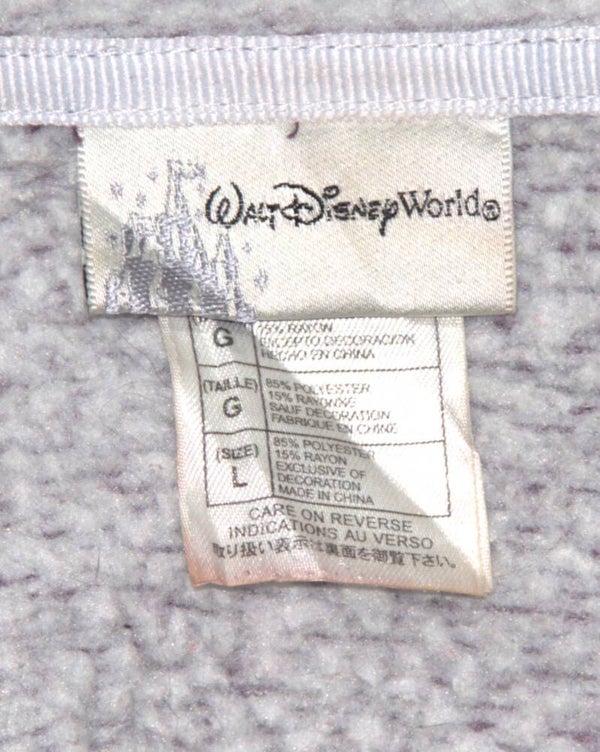 WALT DISNEY World®
G
15% RAYON
EXCEPTO DECORACION
HECHO EN CHINA
(TAILLE)
G
85% POLYESTER
15% RAYONNE
SAUF DECORATION
FABRIQUE EN CHINE
(SIZE)
L
85% POLYESTER
15% RAYON
EXCLUSIVE OF
DECORATION
MADE IN CHINA
CARE ON REVERSE
INDICATIONS AU VERSO
取り扱い表示は裏面を御覧下さい。